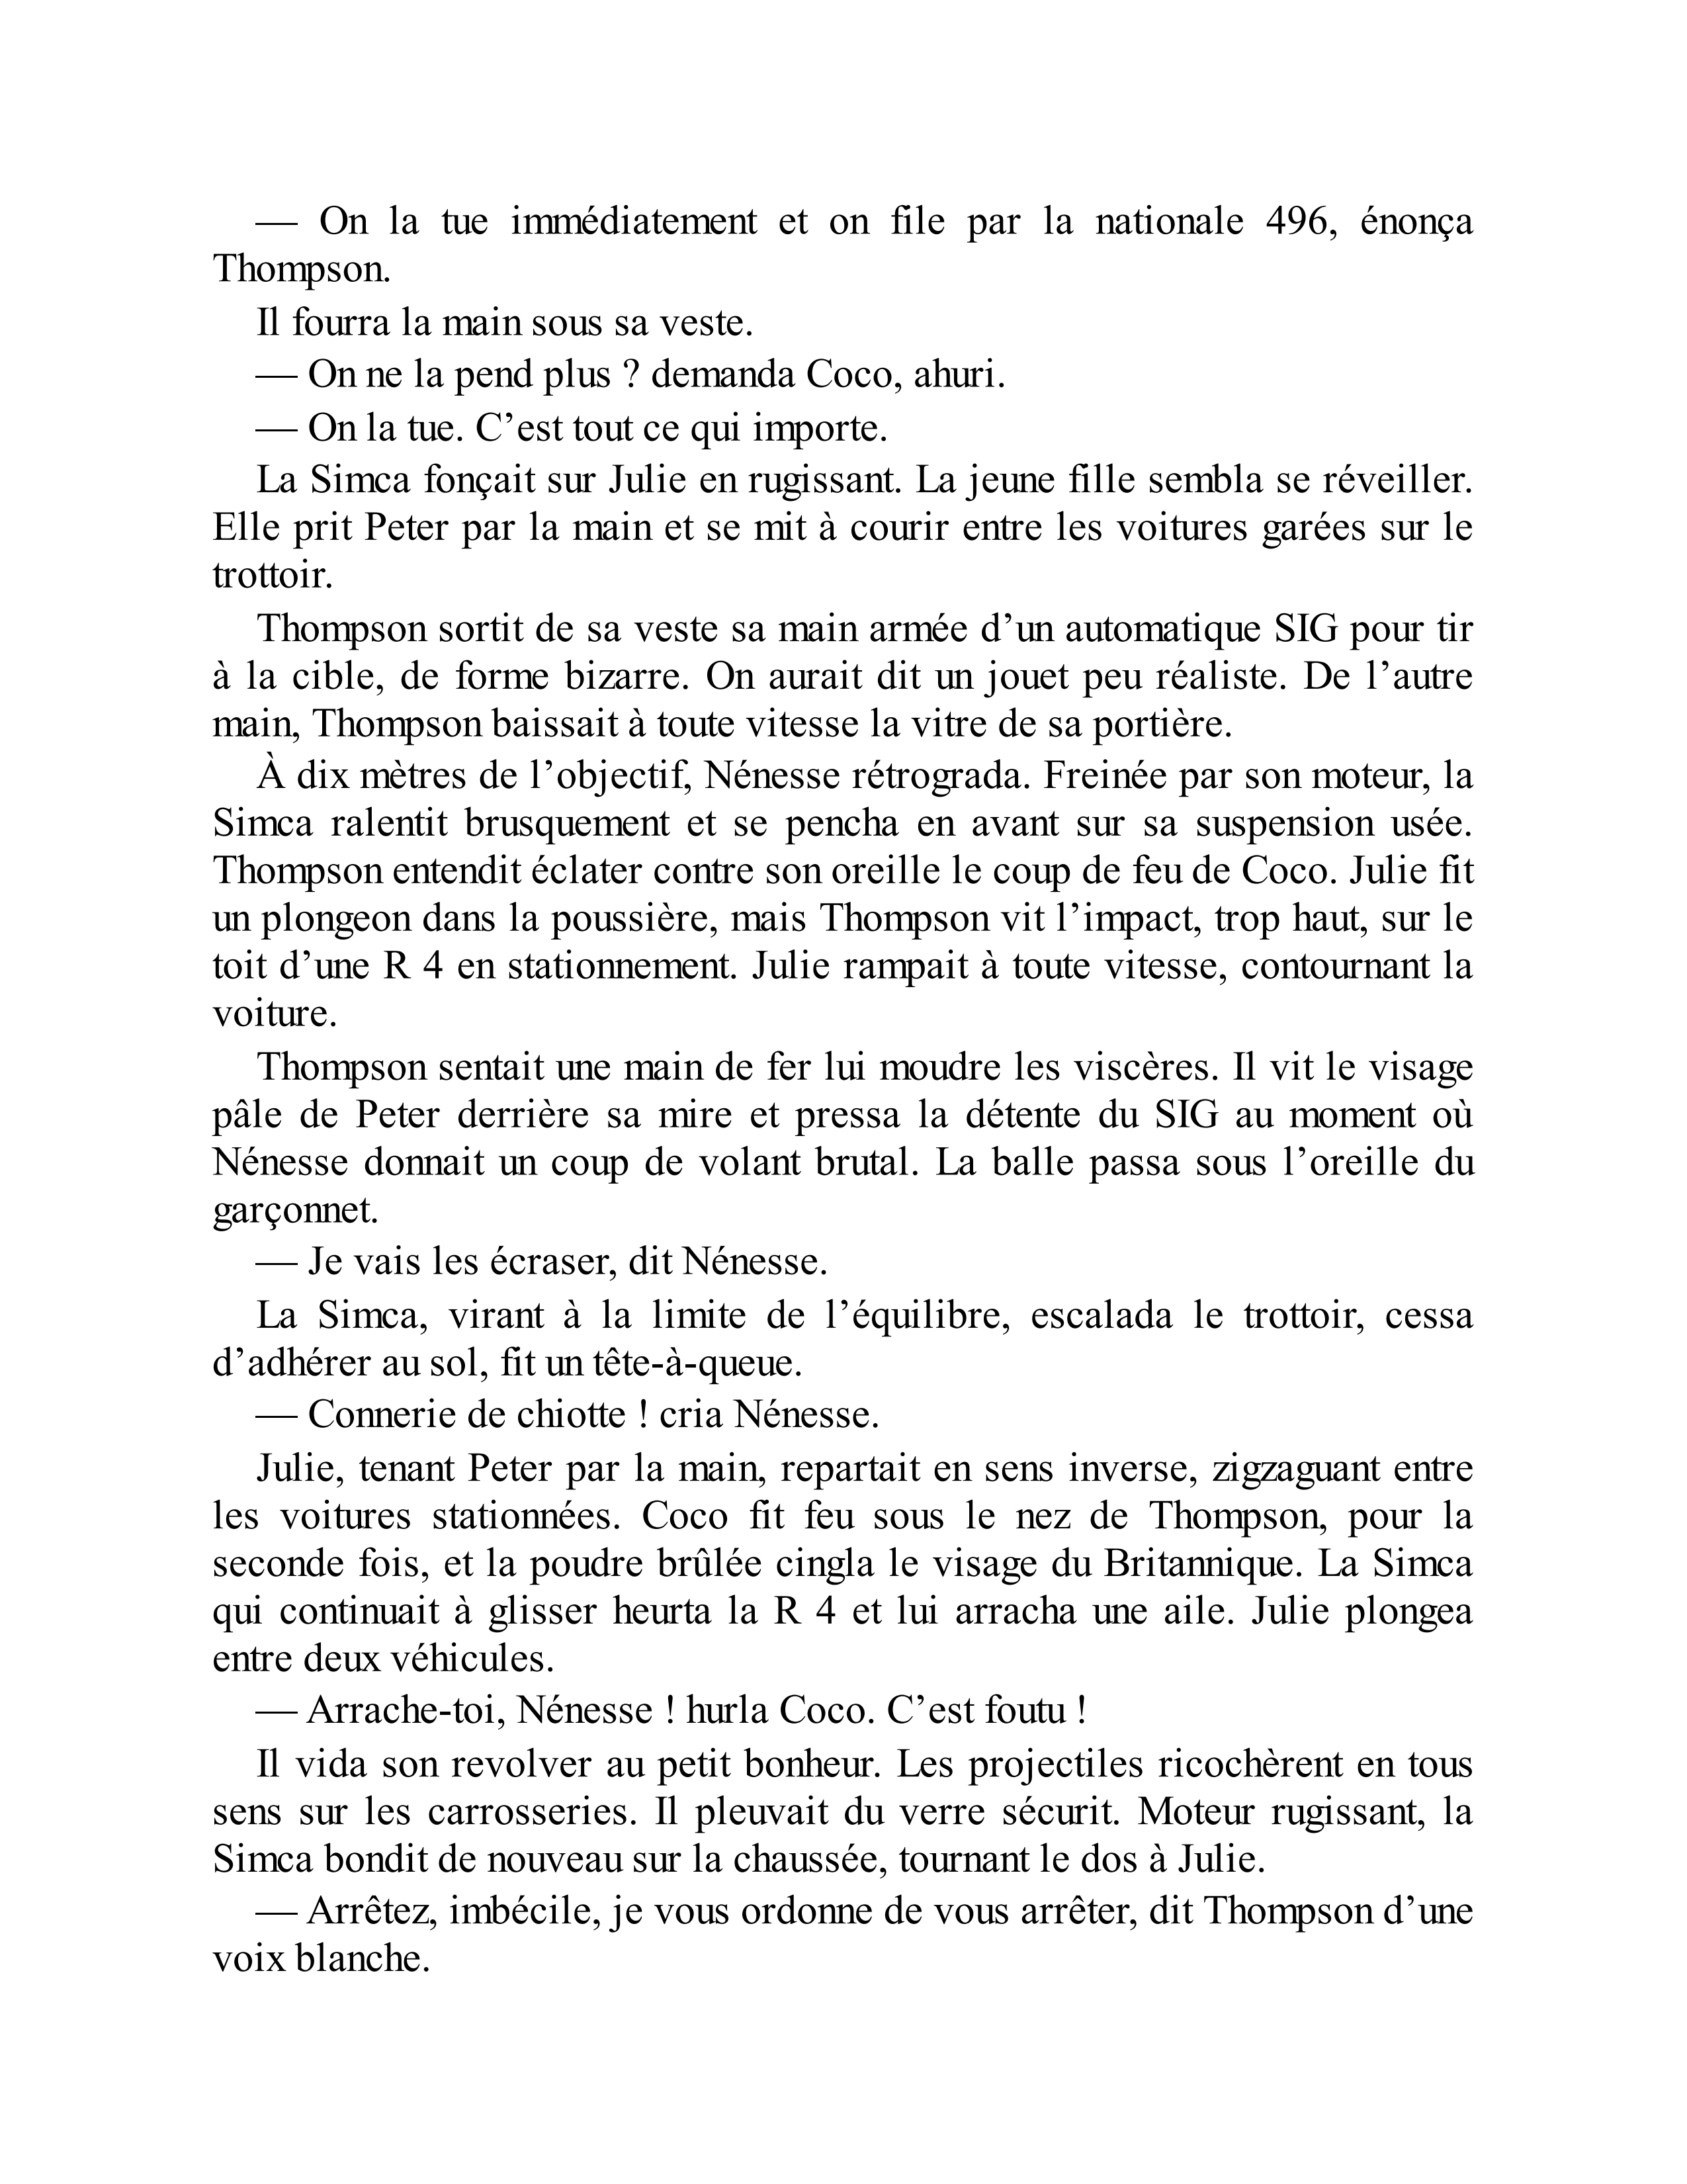 — On la tue immédiatement et on file par la nationale 496, énonça
Thompson.
Il fourra la main sous sa veste.
— On ne la pend plus ? demanda Coco, ahuri.
— On la tue. C’est tout ce qui importe.
La Simca fonçait sur Julie en rugissant. La jeune fille sembla se réveiller.
Elle prit Peter par la main et se mit à courir entre les voitures garées sur le
trottoir.
Thompson sortit de sa veste sa main armée d’un automatique SIG pour tir
à la cible, de forme bizarre. On aurait dit un jouet peu réaliste. De l’autre
main, Thompson baissait à toute vitesse la vitre de sa portière.
À dix mètres de l’objectif, Nénesse rétrograda. Freinée par son moteur, la
Simca ralentit brusquement et se pencha en avant sur sa suspension usée.
Thompson entendit éclater contre son oreille le coup de feu de Coco. Julie fit
un plongeon dans la poussière, mais Thompson vit l’impact, trop haut, sur le
toit d’une R 4 en stationnement. Julie rampait à toute vitesse, contournant la
voiture.
Thompson sentait une main de fer lui moudre les viscères. Il vit le visage
pâle de Peter derrière sa mire et pressa la détente du SIG au moment où
Nénesse donnait un coup de volant brutal. La balle passa sous l’oreille du
garçonnet.
— Je vais les écraser, dit Nénesse.
La Simca, virant à la limite de l’équilibre, escalada le trottoir, cessa
d’adhérer au sol, fit un tête-à-queue.
— Connerie de chiotte ! cria Nénesse.
Julie, tenant Peter par la main, repartait en sens inverse, zigzaguant entre
les voitures stationnées. Coco fit feu sous le nez de Thompson, pour la
seconde fois, et la poudre brûlée cingla le visage du Britannique. La Simca
qui continuait à glisser heurta la R 4 et lui arracha une aile. Julie plongea
entre deux véhicules.
— Arrache-toi, Nénesse ! hurla Coco. C’est foutu !
Il vida son revolver au petit bonheur. Les projectiles ricochèrent en tous
sens sur les carrosseries. Il pleuvait du verre sécurit. Moteur rugissant, la
Simca bondit de nouveau sur la chaussée, tournant le dos à Julie.
— Arrêtez, imbécile, je vous ordonne de vous arrêter, dit Thompson d’une
voix blanche.